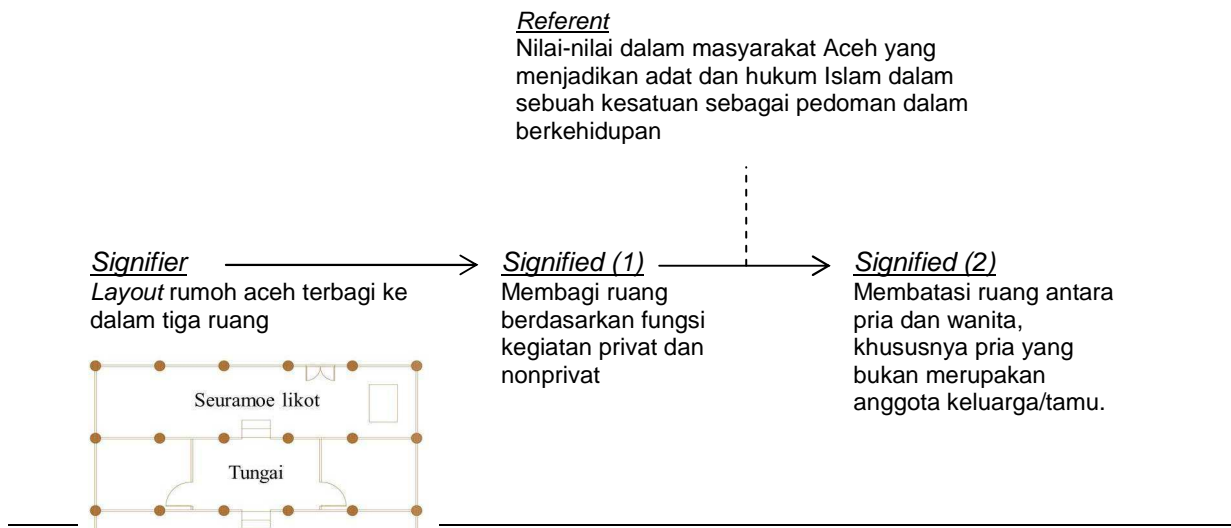 Referent
Nilai-nilai dalam masyarakat Aceh yang
menjadikan adat dan hukum Islam dalam
sebuah kesatuan sebagai pedoman dalam
berkehidupan
Signifier
Layout rumoh aceh terbagi ke
dalam tiga ruang
Seuramoe likot
Tungai
Signified (1)
Membagi ruang
berdasarkan fungsi
kegiatan privat dan
nonprivat
Signified (2)
Membatasi ruang antara
pria dan wanita,
khususnya pria yang
bukan merupakan
anggota keluarga/tamu.